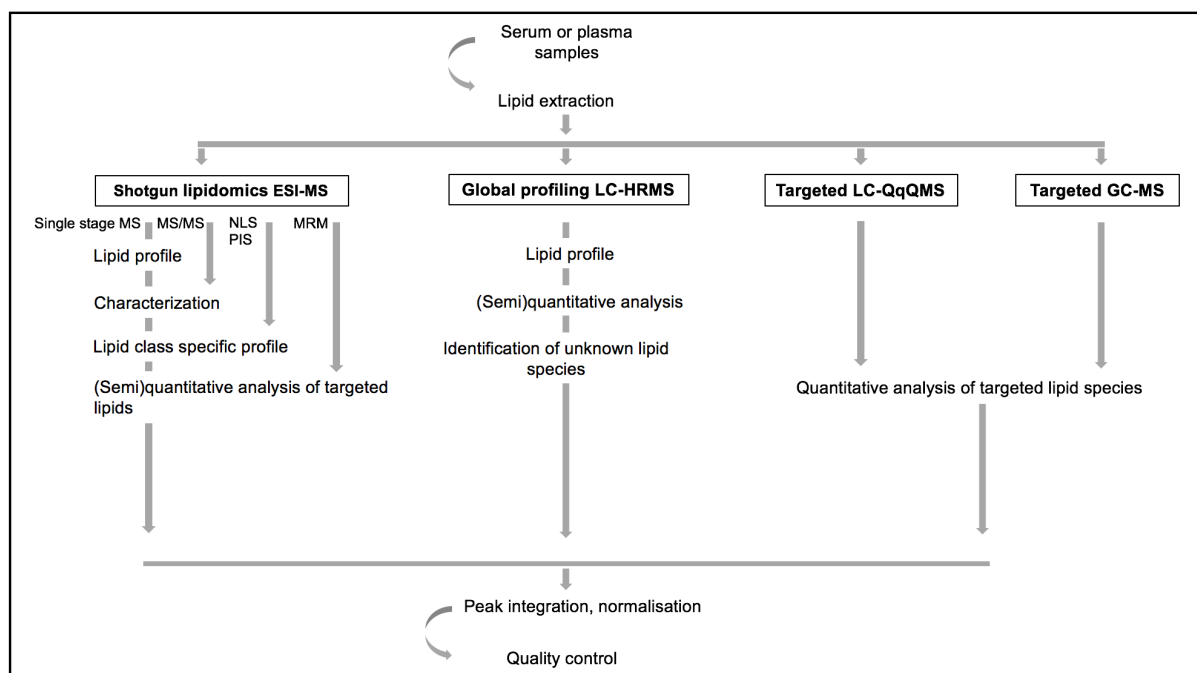 Serum or plasma
samples
Lipid extraction
Shotgun lipidomics ESI-MS
Global profiling LC-HRMS
Targeted LC-QqQMS
Targeted GC-MS
Single stage MS
MS/MS
NLS
PIS
MRM
Lipid profile
Characterization
Lipid class specific profile
(Semi)quantitative analysis of targeted
lipids
Lipid profile
(Semi)quantitative analysis
Identification of unknown lipid
species
Quantitative analysis of targeted lipid species
Peak integration, normalisation
Quality control